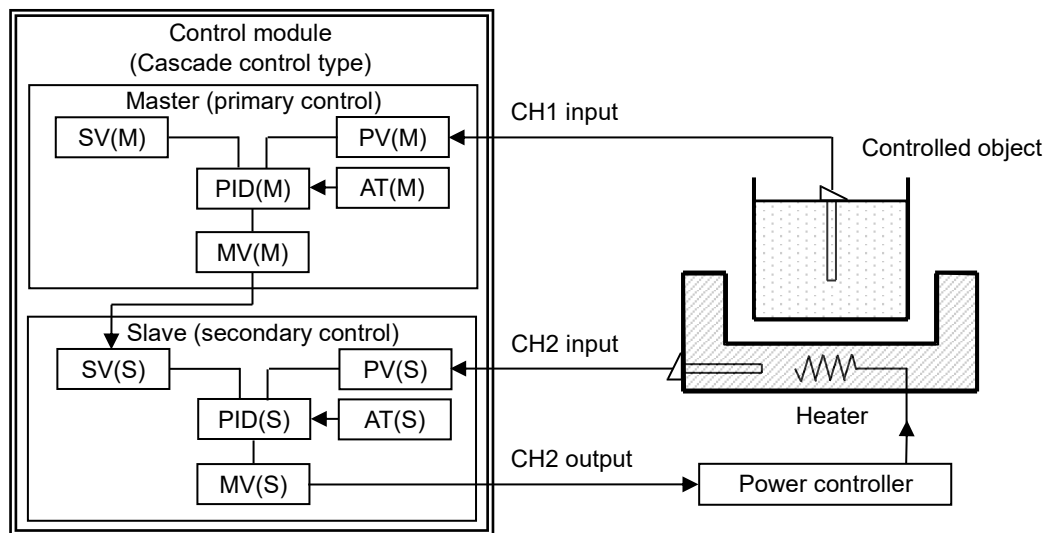 Control module
(Cascade control type)
Master (primary control)
SV(M)
PV(M)
PID(M)
AT(M)
MV(M)
Slave (secondary control)
SV(S)
PV(S)
PID(S)
AT(S)
MV(S)
CH1 input
Controlled object
CH2 input
Heater
CH2 output
Power controller